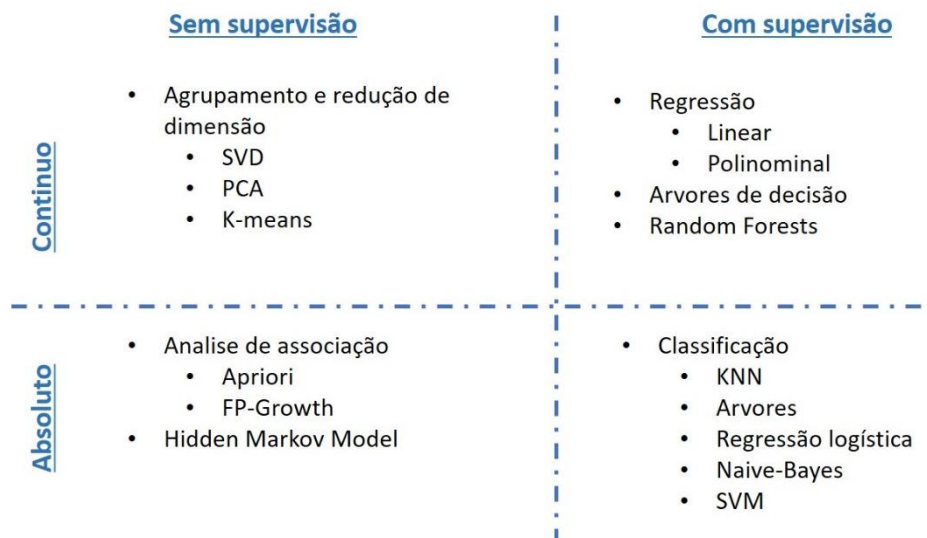 Sem supervisão
Com supervisão
Continuo
• Agrupamento e redução de
dimensão
• SVD
• PCA
• K-means
• Regressão
• Linear
• Polinominal
• Arvores de decisão
• Random Forests
Absoluto
• Analise de associação
• Apriori
• FP-Growth
• Hidden Markov Model
• Classificação
• KNN
• Arvores
• Regressão logística
• Naive-Bayes
• SVM